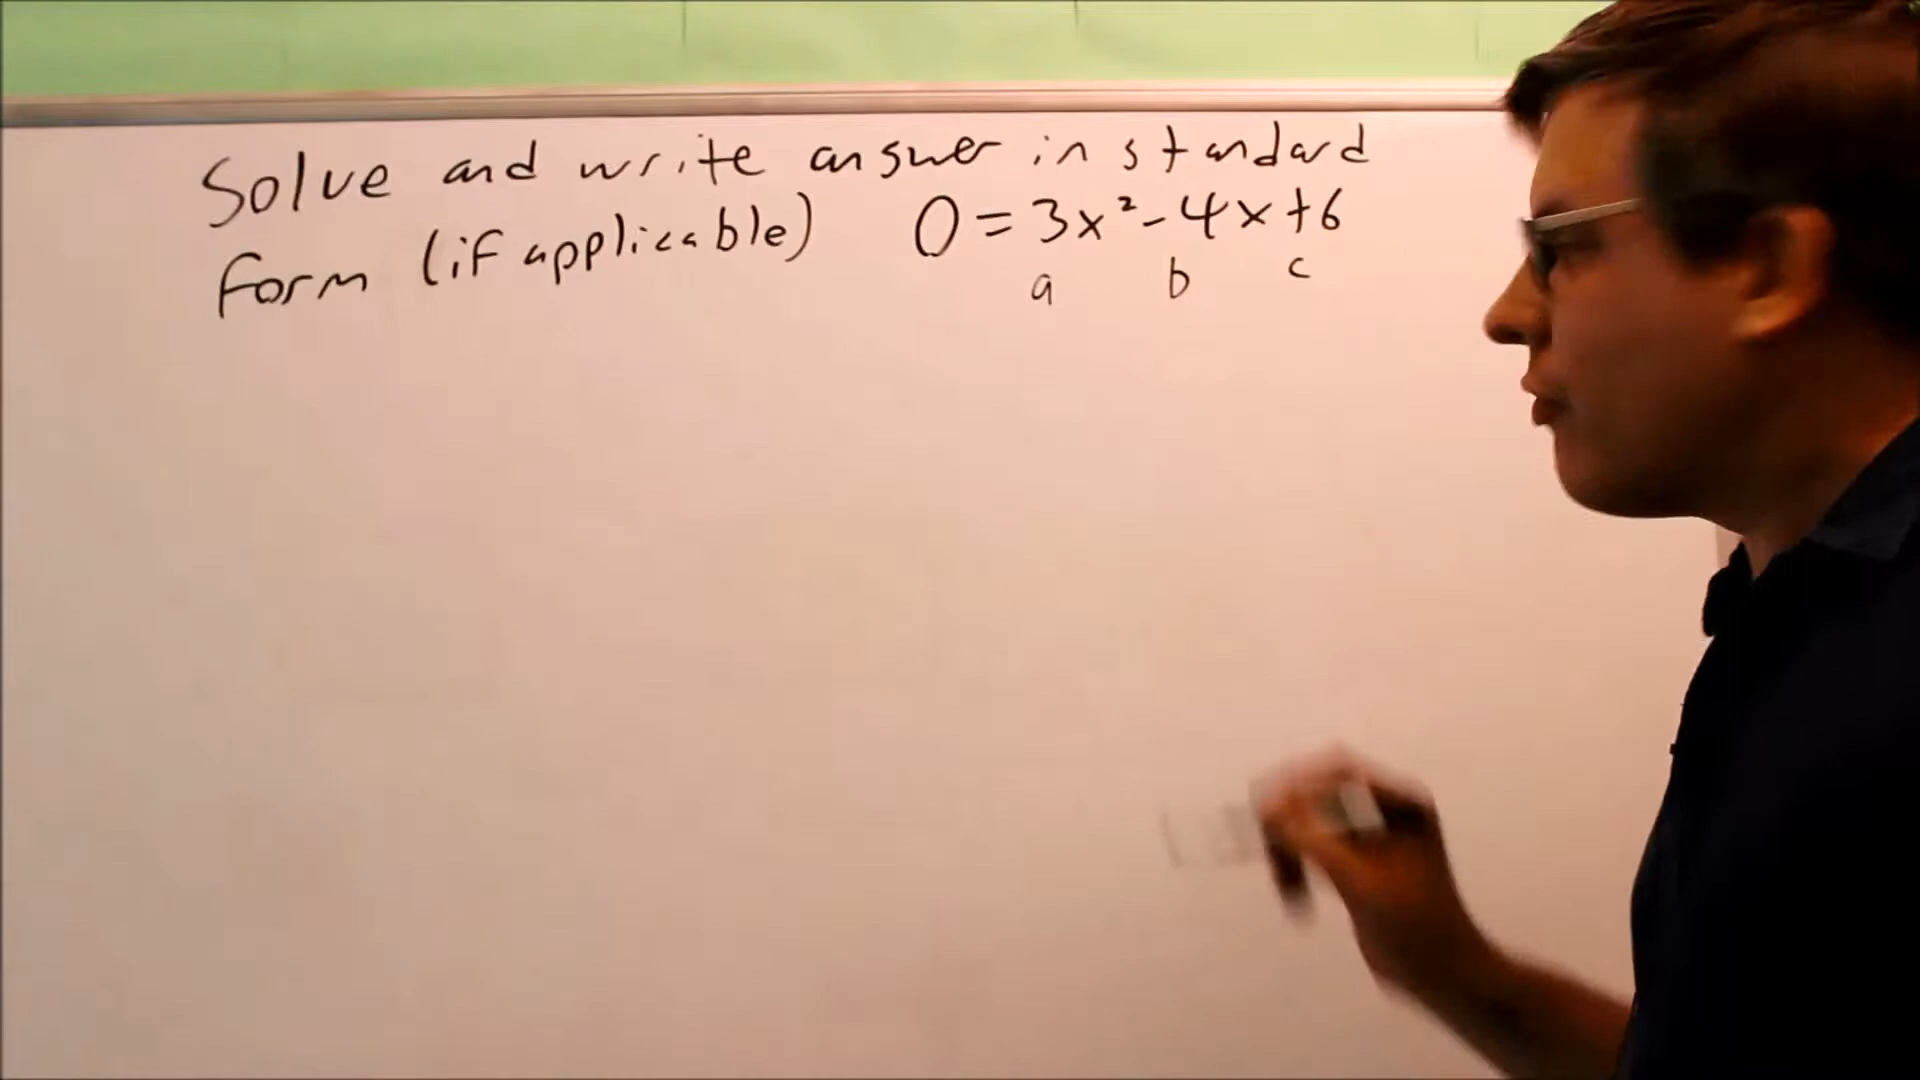 Solve and write answer in standard
form (if applicable) 0 = 3x² - 4x + 6
a b c